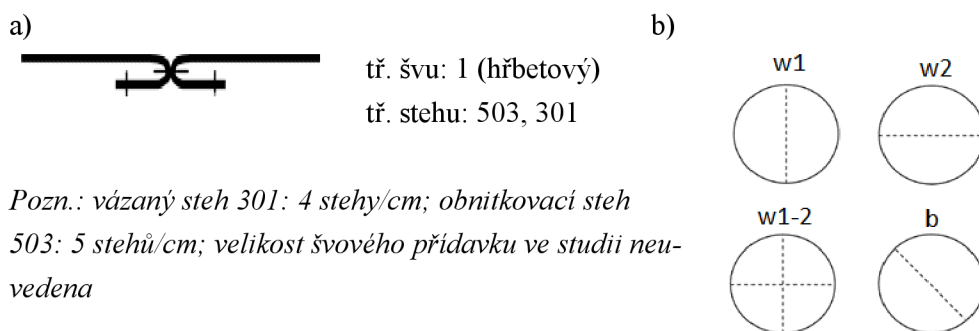 a)
tř. švu: 1 (hřbetový)
tř. stehu: 503, 301
Pozn.: vázaný steh 301: 4 stehy/cm; obnitkovací steh
503: 5 stehů/cm; velikost švového přídavku ve studii neu-
vedena
b)
w1
w2
w1-2
b